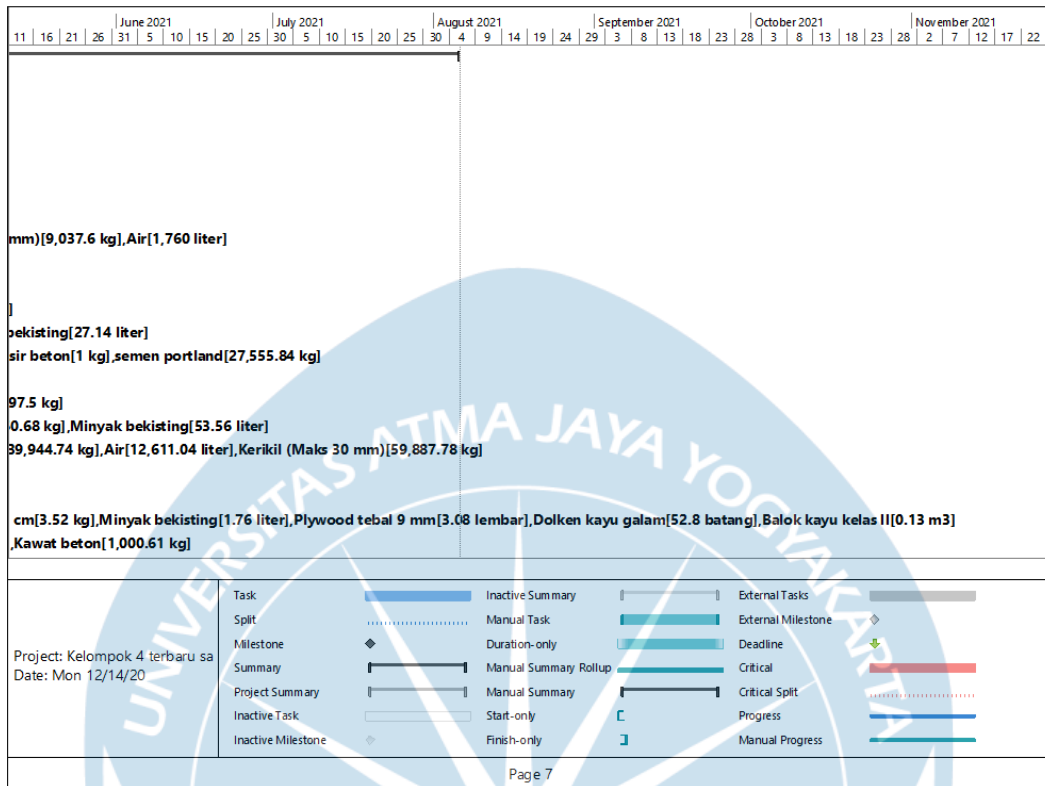 June 2021 July 2021 August 2021 September 2021 October 2021 November 2021
11 16 21 26 31 5 10 15 20 25 30 5 10 15 20 25 30 4 9 14 19 24 29 3 8 13 18 23 28 3 8 13 18 23 28 2 7 12 17 22
mm)[9,037.6 kg],Air[1,760 liter]
]
bekisting[27.14 liter]
sir beton[1 kg],semen portland[27,555.84 kg]
97.5 kg]
0.68 kg],Minyak bekisting[53.56 liter]
39,944.74 kg],Air[12,611.04 liter],Kerikil (Maks 30 mm)[59,887.78 kg]
cm[3.52 kg],Minyak bekisting[1.76 liter],Plywood tebal 9 mm[3.08 lembar],Dolken kayu galam[52.8 batang],Balok kayu kelas II[0.13 m3]
,Kawat beton[1,000.61 kg]
UNIVERSITAS ATMA JAYA YOGYAKARTA
Project: Kelompok 4 terbaru sa
Date: Mon 12/14/20
Task
Split
Milestone
Summary
Project Summary
Inactive Task
Inactive Milestone
Inactive Summary
Manual Task
Duration-only
Manual Summary Rollup
Manual Summary
Start-only
Finish-only
External Tasks
External Milestone
Deadline
Critical
Critical Split
Progress
Manual Progress
Page 7